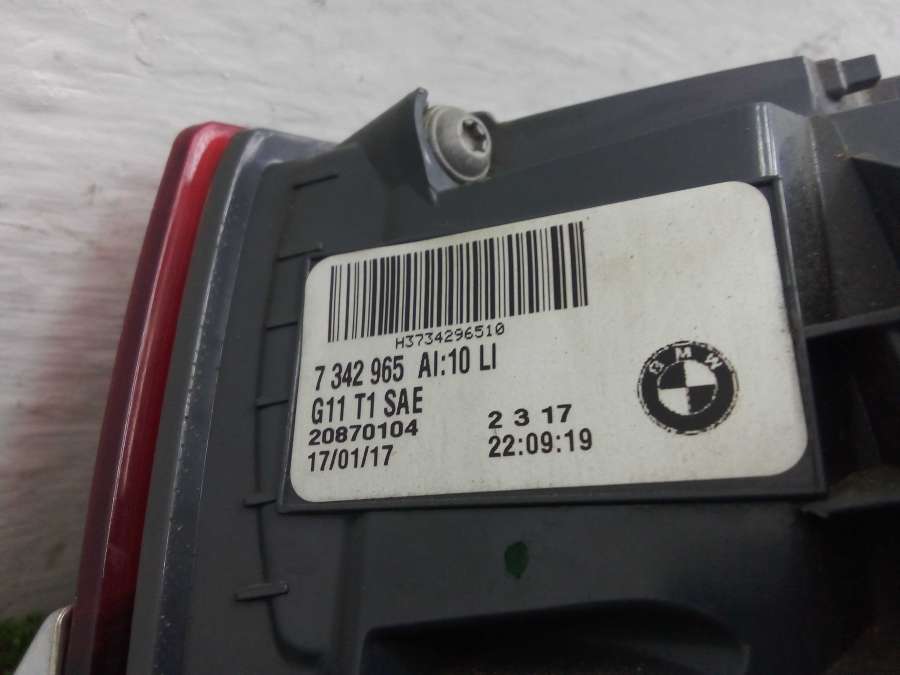 H3734296510
7 342 965 AI:10 LI
G11 T1 SAE
20870104 2 3 17
17/01/17 22:09:19
BMW